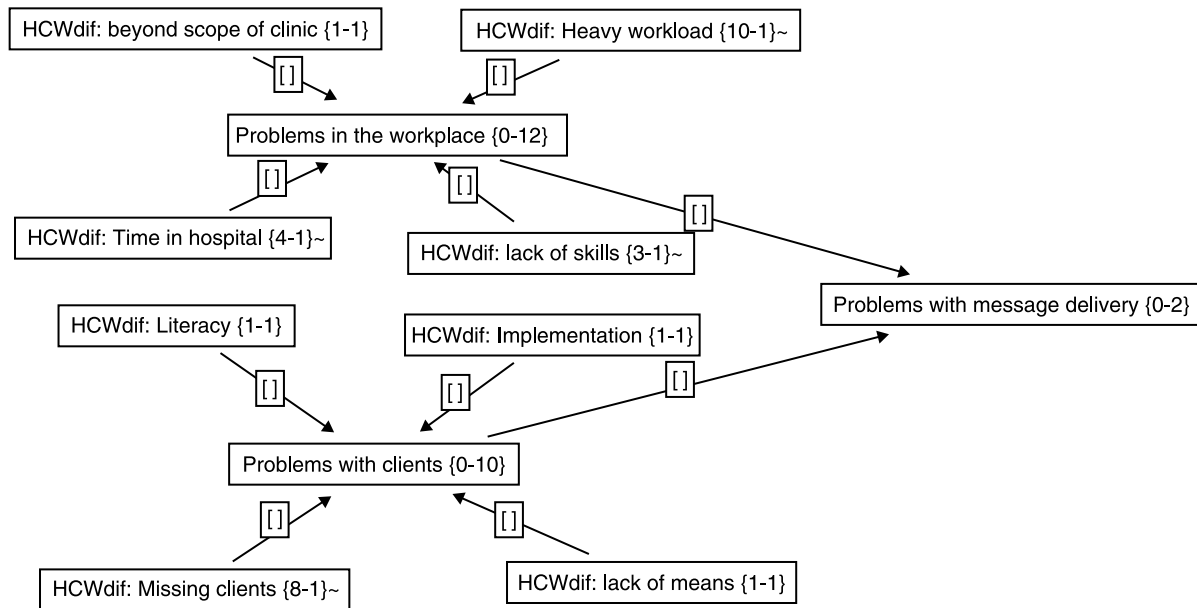 HCWdif: beyond scope of clinic {1-1}
HCWdif: Heavy workload {10-1}~
[ ]
[ ]
Problems in the workplace {0-12}
[ ]
[ ]
[ ]
HCWdif: Time in hospital {4-1}~
HCWdif: lack of skills {3-1}~
Problems with message delivery {0-2}
HCWdif: Literacy {1-1}
HCWdif: Implementation {1-1}
[ ]
[ ]
[ ]
Problems with clients {0-10}
[ ]
[ ]
HCWdif: Missing clients {8-1}~
HCWdif: lack of means {1-1}